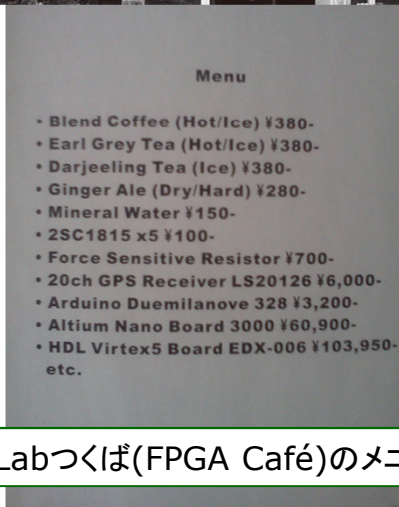 Menu
• Blend Coffee (Hot/Ice) ¥380-
• Earl Grey Tea (Hot/Ice) ¥380-
• Darjeeling Tea (Ice) ¥380-
• Ginger Ale (Dry/Hard) ¥280-
• Mineral Water ¥150-
• 2SC1815 x5 ¥100-
• Force Sensitive Resistor ¥700-
• 20ch GPS Receiver LS20126 ¥6,000-
• Arduino Duemilanove 328 ¥3,200-
• Altium Nano Board 3000 ¥60,900-
• HDL Virtex5 Board EDX-006 ¥103,950-
etc.
Labつくば(FPGA Café)のメニ